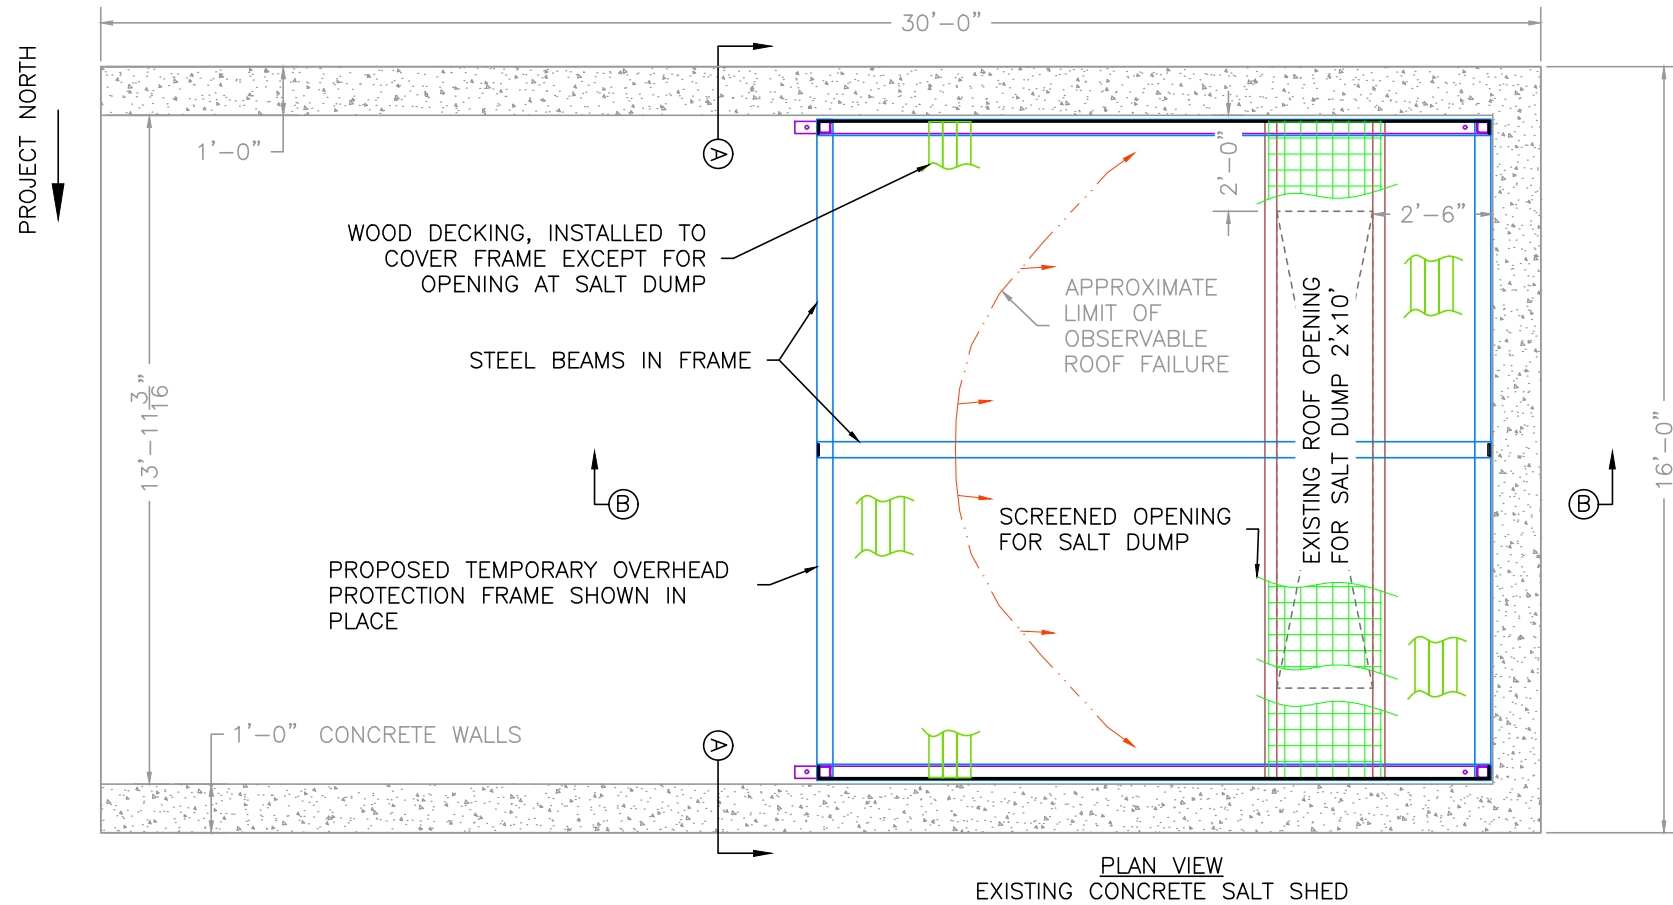 30'-0"
PROJECT NORTH
A
1'-0"
2'-0"
2'-6"
WOOD DECKING, INSTALLED TO
COVER FRAME EXCEPT FOR
OPENING AT SALT DUMP
APPROXIMATE
LIMIT OF
OBSERVABLE
ROOF FAILURE
EXISTING ROOF OPENING
FOR SALT DUMP 2'x10'
STEEL BEAMS IN FRAME
13'-11 3/16"
16'-0"
B
B
SCREENED OPENING
FOR SALT DUMP
PROPOSED TEMPORARY OVERHEAD
PROTECTION FRAME SHOWN IN
PLACE
1'-0" CONCRETE WALLS
A
PLAN VIEW
EXISTING CONCRETE SALT SHED